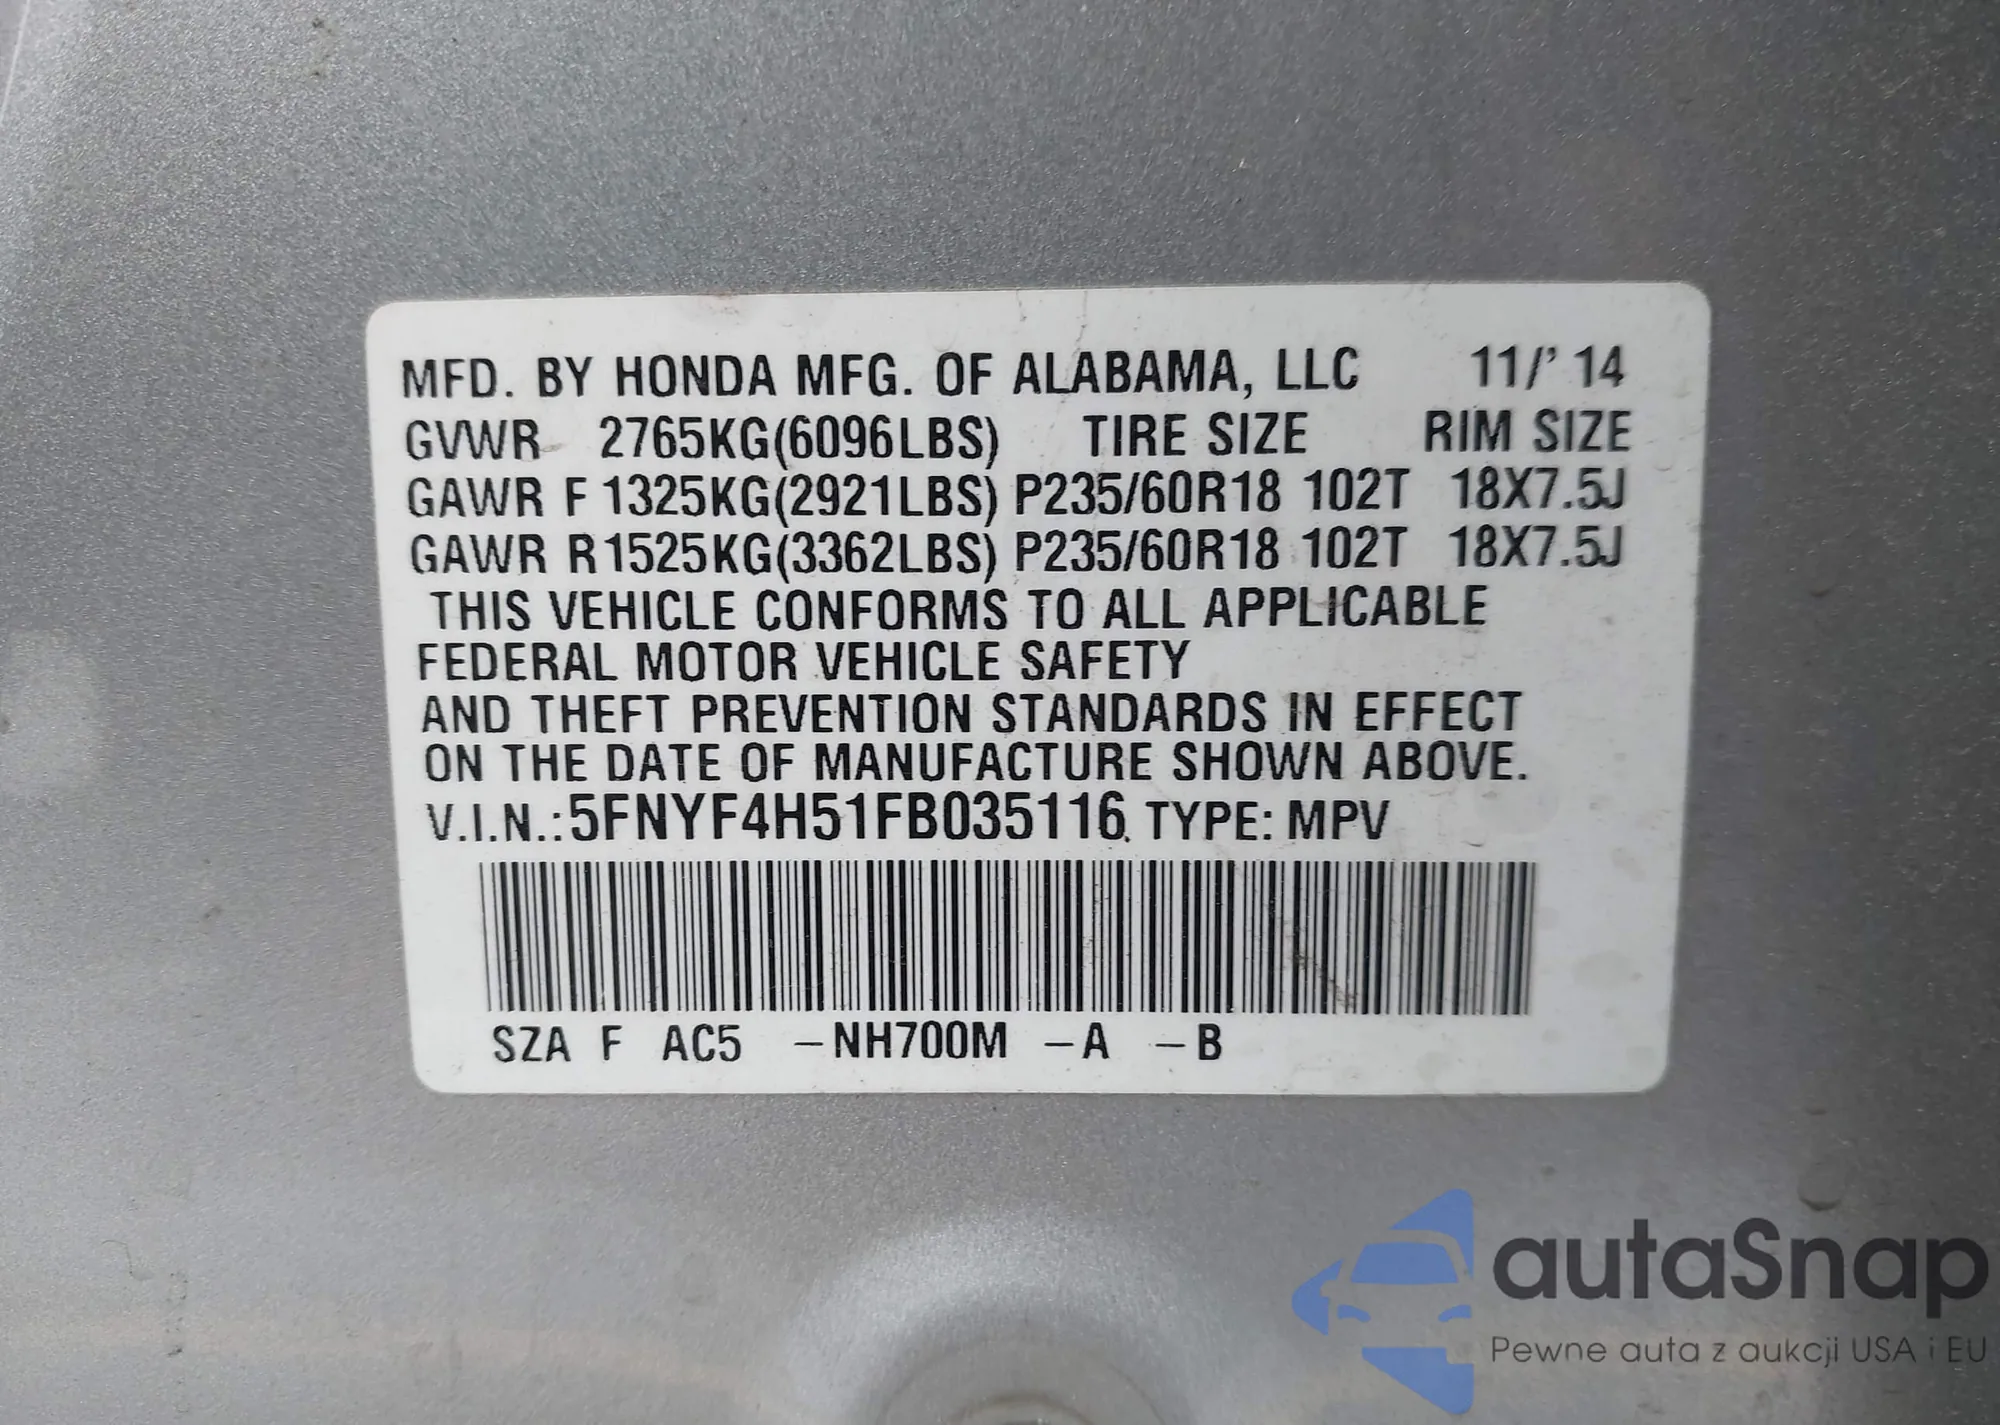 MFD. BY HONDA MFG. OF ALABAMA, LLC 11/' 14
GVWR 2765KG(6096LBS) TIRE SIZE RIM SIZE
GAWR F 1325KG(2921LBS) P235/60R18 102T 18X7.5J
GAWR R 1525KG(3362LBS) P235/60R18 102T 18X7.5J
THIS VEHICLE CONFORMS TO ALL APPLICABLE
FEDERAL MOTOR VEHICLE SAFETY
AND THEFT PREVENTION STANDARDS IN EFFECT
ON THE DATE OF MANUFACTURE SHOWN ABOVE.
V.I.N.: 5FNYF4H51FB035116. TYPE: MPV
SZA F AC5 –NH700M –A –B
autaSnap
Pewne auta z aukcji USA i EU